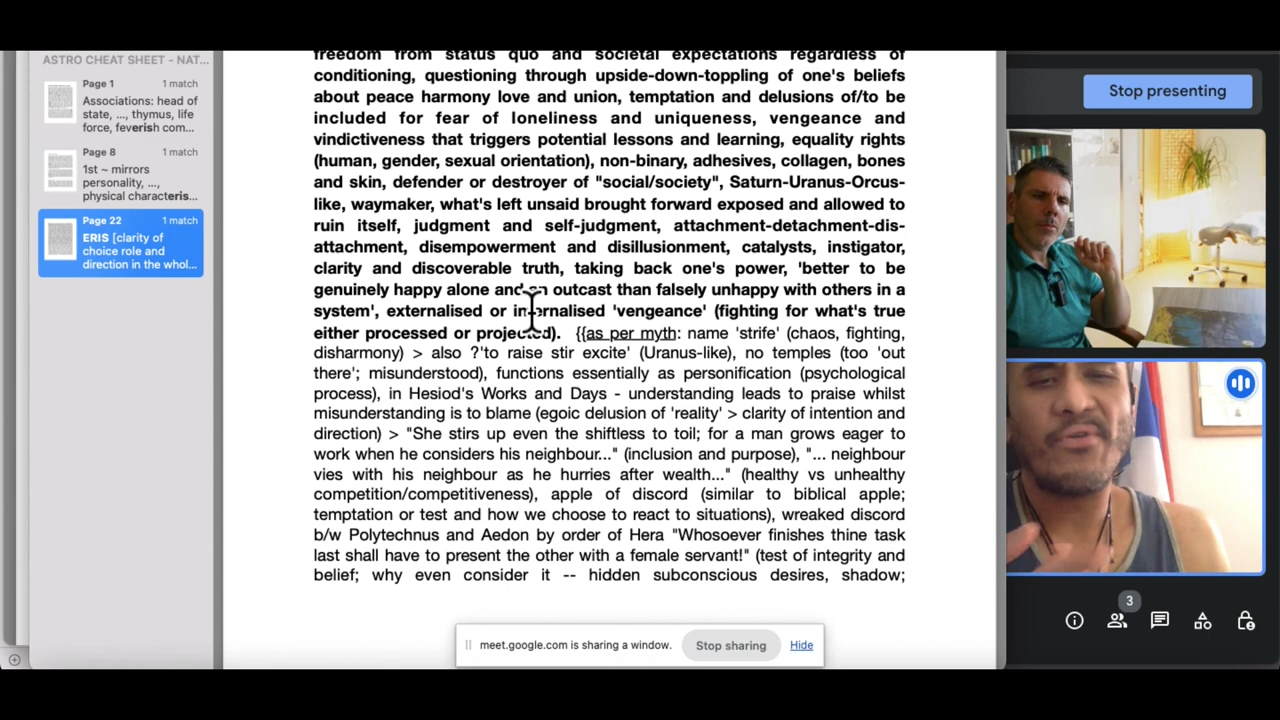 ASTRO CHEAT SHEET - NAT...
Page 1 1 match
Associations: head of
state, ..., thymus, life
force, feverish com...
Page 8 1 match
1st ~ mirrors
personality, ...,
physical characteris...
Page 22 1 match
ERIS [clarity of
choice role and
direction in the whol...
freedom from status quo and societal expectations regardless of
conditioning, questioning through upside-down-toppling of one's beliefs
about peace harmony love and union, temptation and delusions of/to be
included for fear of loneliness and uniqueness, vengeance and
vindictiveness that triggers potential lessons and learning, equality rights
(human, gender, sexual orientation), non-binary, adhesives, collagen, bones
and skin, defender or destroyer of "social/society", Saturn-Uranus-Orcus-
like, waymaker, what's left unsaid brought forward exposed and allowed to
ruin itself, judgment and self-judgment, attachment-detachment-dis-
attachment, disempowerment and disillusionment, catalysts, instigator,
clarity and discoverable truth, taking back one's power, 'better to be
genuinely happy alone and an outcast than falsely unhappy with others in a
system', externalised or internalised 'vengeance' (fighting for what's true
either processed or projected). {{as per myth: name 'strife' (chaos, fighting,
disharmony) > also ?'to raise stir excite' (Uranus-like), no temples (too 'out
there'; misunderstood), functions essentially as personification (psychological
process), in Hesiod's Works and Days - understanding leads to praise whilst
misunderstanding is to blame (egoic delusion of 'reality' > clarity of intention and
direction) > "She stirs up even the shiftless to toil; for a man grows eager to
work when he considers his neighbour..." (inclusion and purpose), "... neighbour
vies with his neighbour as he hurries after wealth..." (healthy vs unhealthy
competition/competitiveness), apple of discord (similar to biblical apple;
temptation or test and how we choose to react to situations), wreaked discord
b/w Polytechnus and Aedon by order of Hera "Whosoever finishes thine task
last shall have to present the other with a female servant!" (test of integrity and
belief; why even consider it -- hidden subconscious desires, shadow;
meet.google.com is sharing a window. Stop sharing Hide
Stop presenting
3